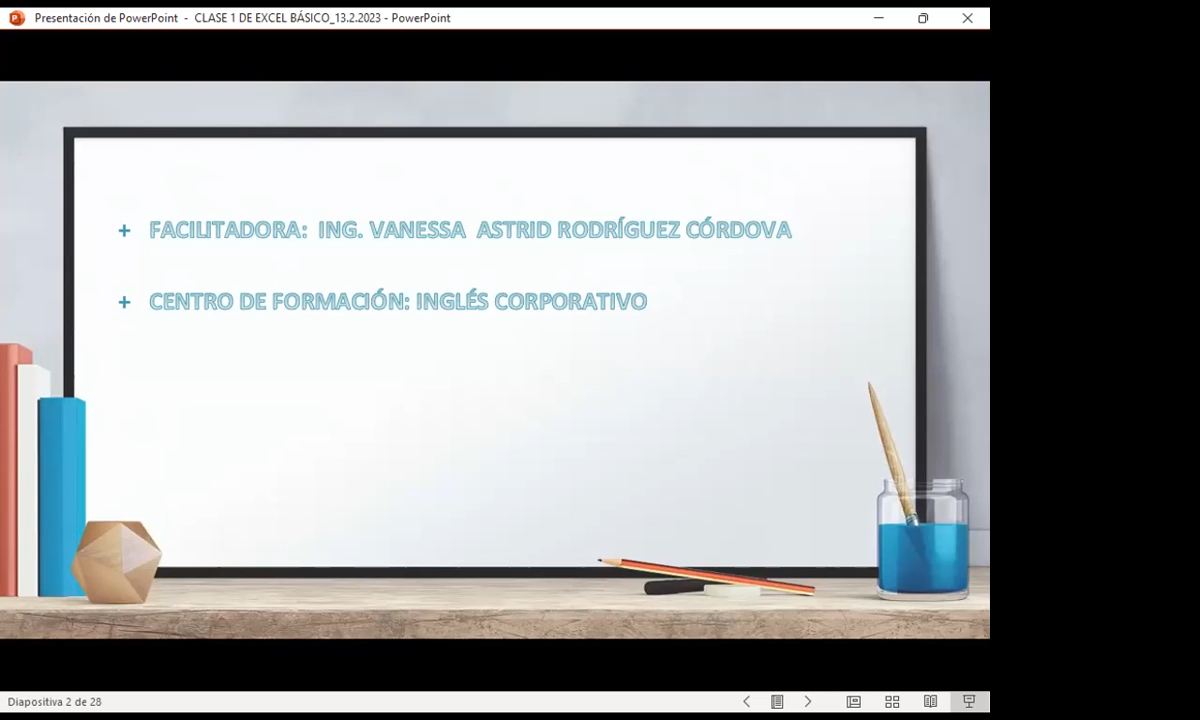 Presentación de PowerPoint - CLASE 1 DE EXCEL BÁSICO_13.2.2023 - PowerPoint
+ FACILITADORA: ING. VANESSA ASTRID RODRÍGUEZ CÓRDOVA
+ CENTRO DE FORMACIÓN: INGLÉS CORPORATIVO
Diapositiva 2 de 28